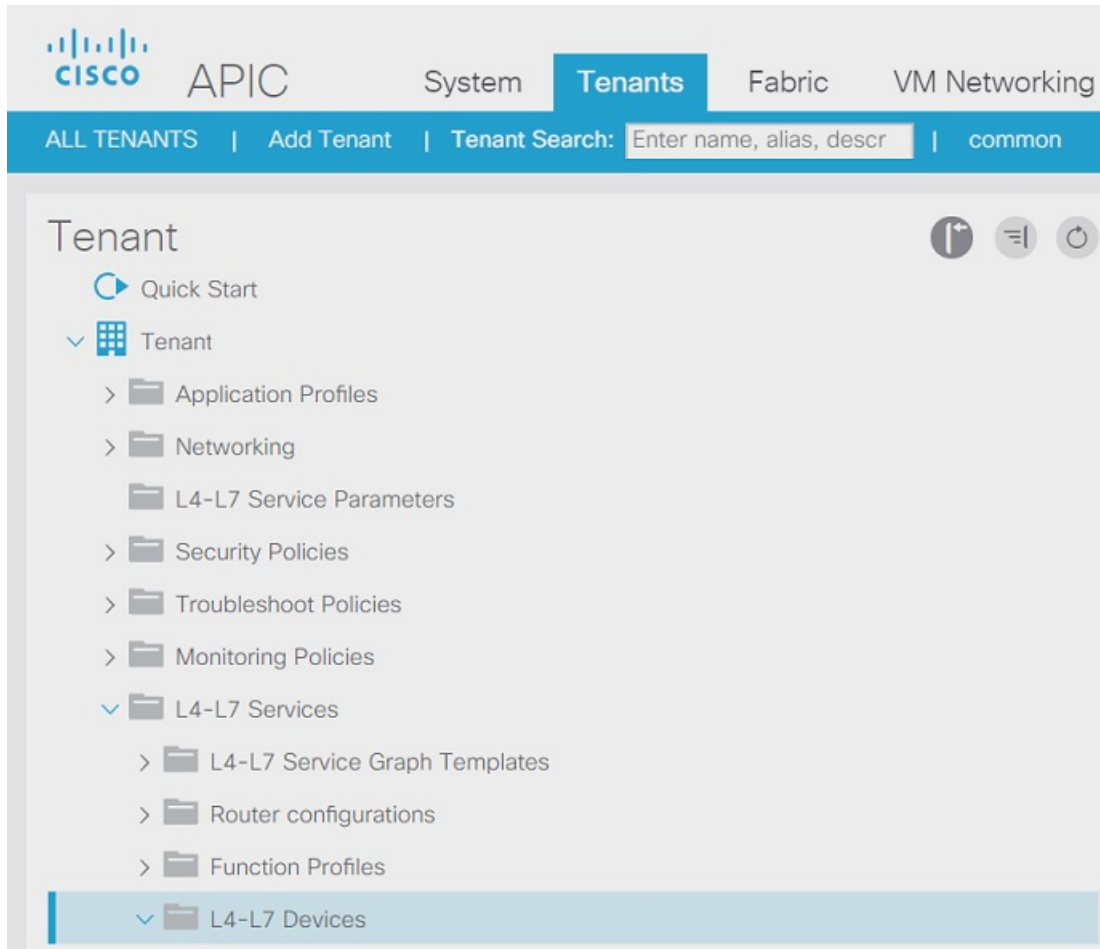 CISCO APIC System Tenants Fabric VM Networking
ALL TENANTS | Add Tenant | Tenant Search: Enter name, alias, descr | common
Tenant
Quick Start
Tenant
Application Profiles
Networking
L4-L7 Service Parameters
Security Policies
Troubleshoot Policies
Monitoring Policies
L4-L7 Services
L4-L7 Service Graph Templates
Router configurations
Function Profiles
L4-L7 Devices